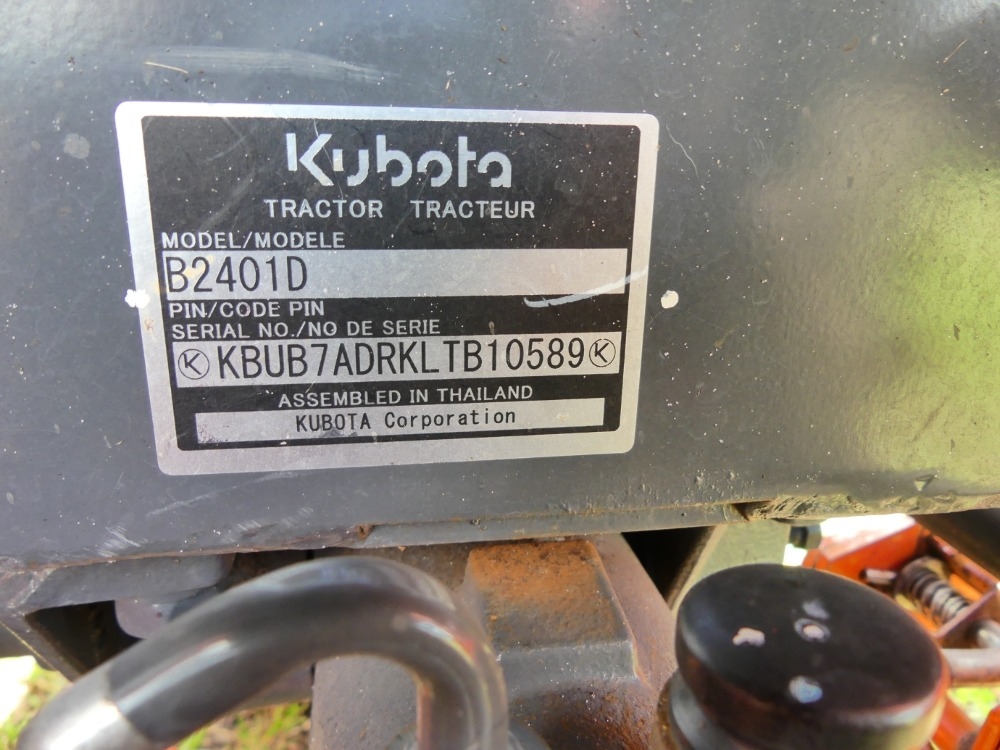 Kubota
TRACTOR TRACTEUR
MODEL/MODELE
B2401D
PIN/CODE PIN
SERIAL NO./NO DE SERIE
K KBUB7ADRKLTB10589 K
ASSEMBLED IN THAILAND
KUBOTA Corporation